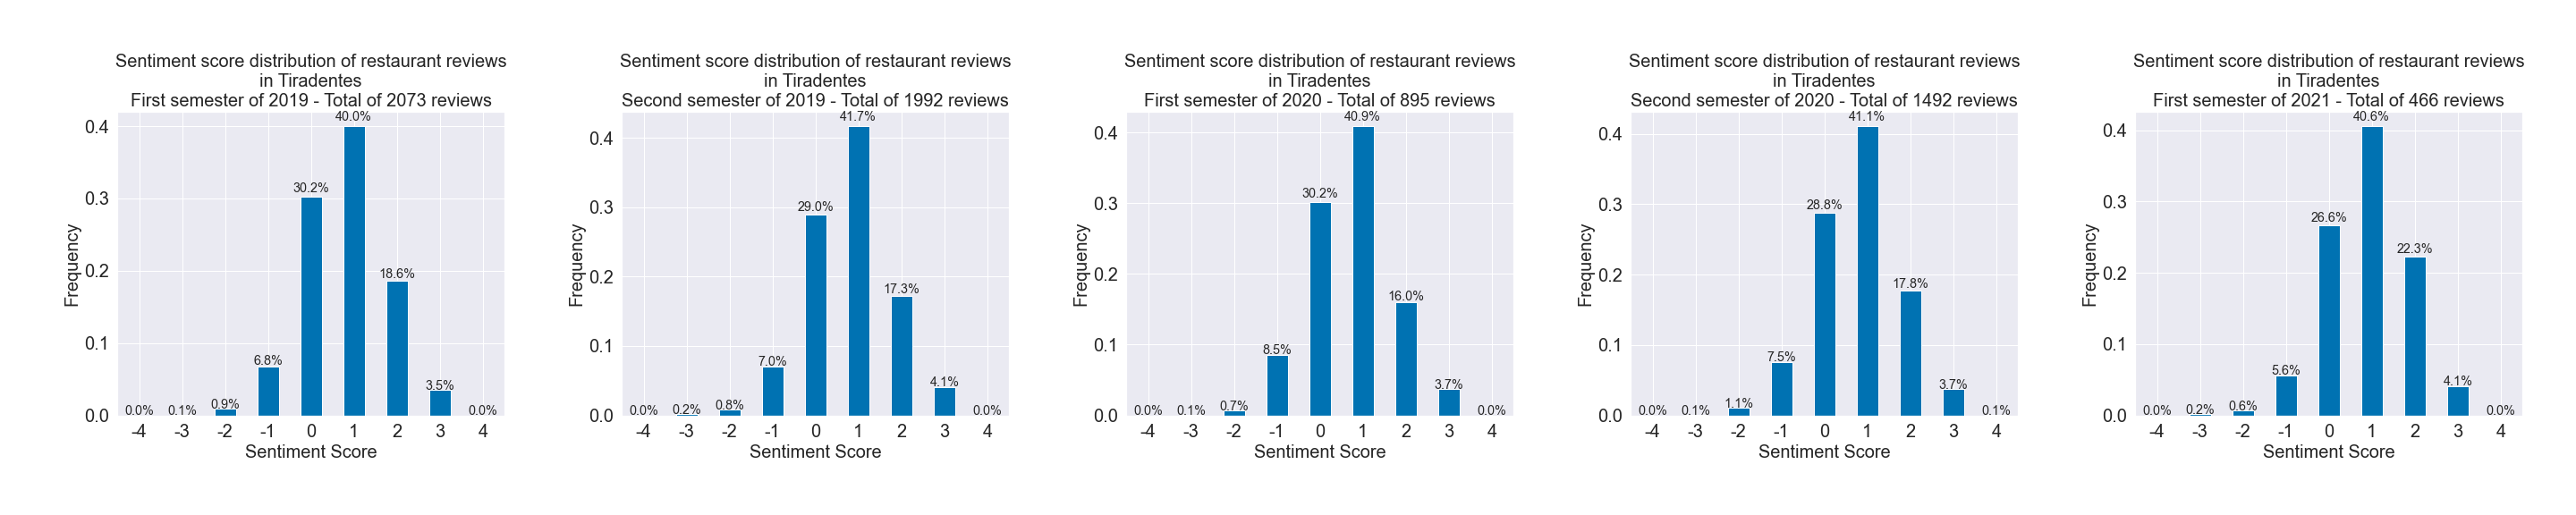 Sentiment score distribution of restaurant reviews
in Tiradentes
First semester of 2019 - Total of 2073 reviews
40.0%
0.4
30.2%
0.3
18.6%
0.2
Frequency
0.1
6.8%
3.5%
0.0% 0.1% 0.9% 0.0%
0.0
-4 -3 -2 -1 0 1 2 3 4
Sentiment Score
Sentiment score distribution of restaurant reviews
in Tiradentes
Second semester of 2019 - Total of 1992 reviews
41.7%
0.4
29.0%
0.3
17.3%
0.2
Frequency
0.1
7.0%
4.1%
0.0% 0.2% 0.8% 0.0%
0.0
-4 -3 -2 -1 0 1 2 3 4
Sentiment Score
Sentiment score distribution of restaurant reviews
in Tiradentes
First semester of 2020 - Total of 895 reviews
40.9%
0.4
30.2%
0.3
16.0%
0.2
Frequency
0.1
8.5%
3.7%
0.0% 0.1% 0.7% 0.0%
0.0
-4 -3 -2 -1 0 1 2 3 4
Sentiment Score
Sentiment score distribution of restaurant reviews
in Tiradentes
Second semester of 2020 - Total of 1492 reviews
41.1%
0.4
28.8%
0.3
17.8%
0.2
Frequency
0.1
7.5%
3.7%
0.0% 0.1% 1.1% 0.1%
0.0
-4 -3 -2 -1 0 1 2 3 4
Sentiment Score
Sentiment score distribution of restaurant reviews
in Tiradentes
First semester of 2021 - Total of 466 reviews
40.6%
0.4
26.6%
0.3
22.3%
0.2
Frequency
0.1
5.6%
4.1%
0.0% 0.2% 0.6% 0.0%
0.0
-4 -3 -2 -1 0 1 2 3 4
Sentiment Score